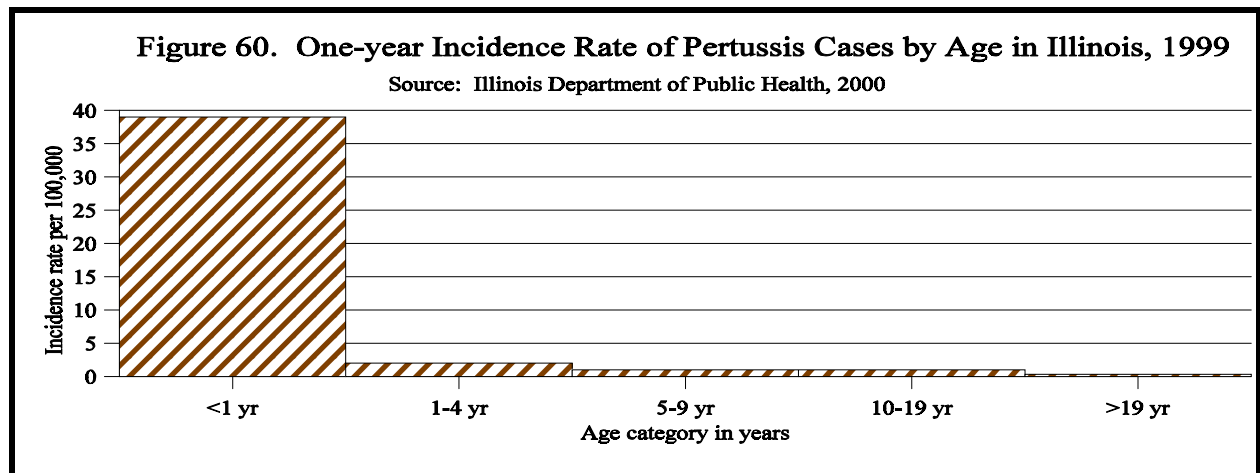 Figure 60. One-year Incidence Rate of Pertussis Cases by Age in Illinois, 1999
Source: Illinois Department of Public Health, 2000
Incidence rate per 100,000
40
35
30
25
20
15
10
5
0
<1 yr 1-4 yr 5-9 yr 10-19 yr >19 yr
Age category in years